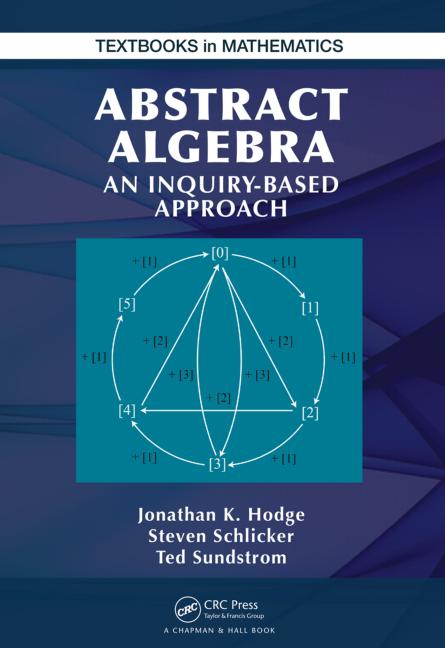 TEXTBOOKS in MATHEMATICS
ABSTRACT
ALGEBRA
AN INQUIRY-BASED
APPROACH
[0]
+ [1]
+ [1]
[5]
[1]
+ [2]
+ [2]
+ [1]
+ [1]
+ [3]
+ [3]
+ [2]
[4]
[2]
+ [1]
[3]
+ [1]
Jonathan K. Hodge
Steven Schlicker
Ted Sundstrom
CRC
CRC Press
Taylor & Francis Group
A CHAPMAN & HALL BOOK